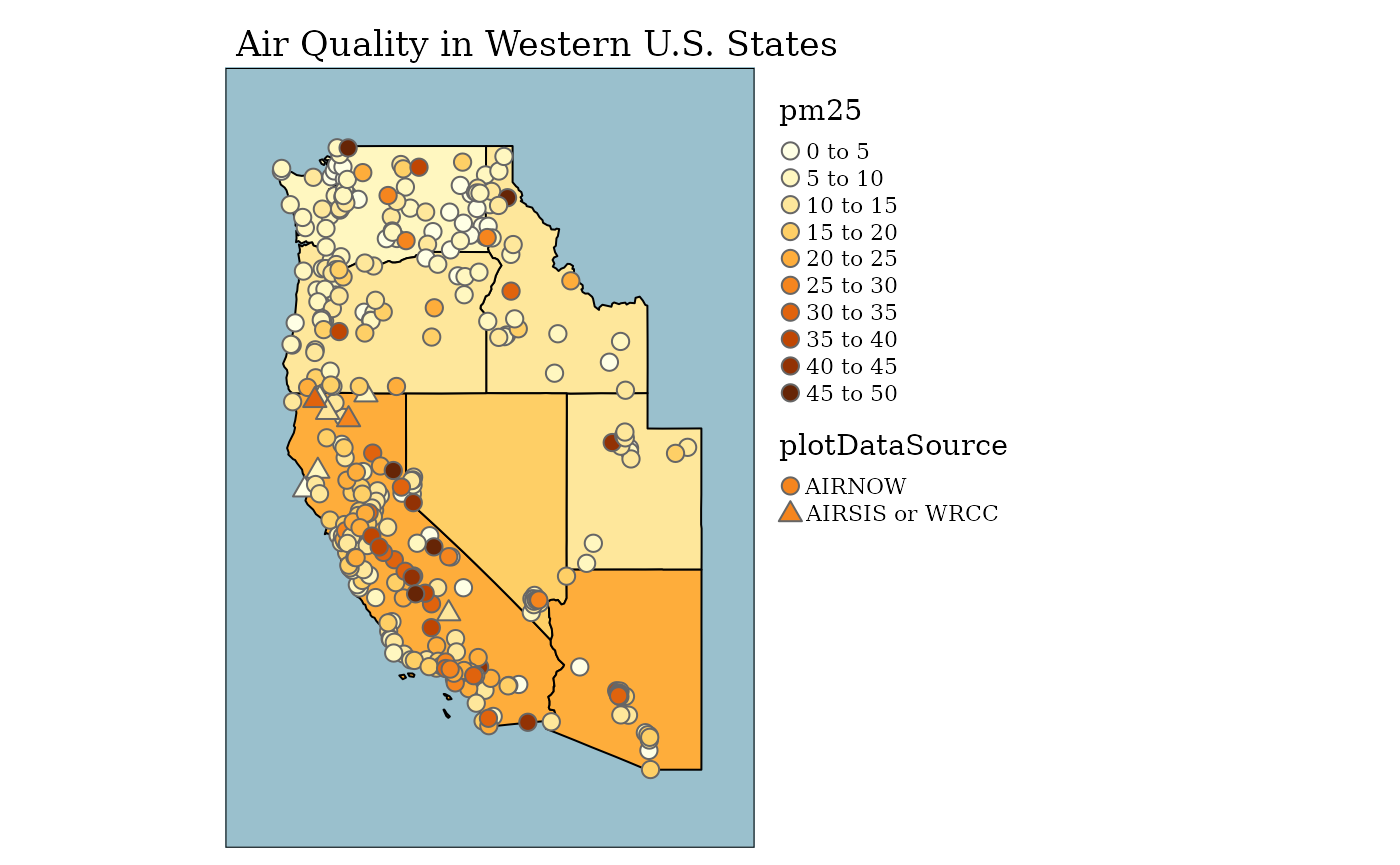 Air Quality in Western U.S. States
pm25
0 to 5
5 to 10
10 to 15
15 to 20
20 to 25
25 to 30
30 to 35
35 to 40
40 to 45
45 to 50
plotDataSource
AIRNOW
AIRSIS or WRCC